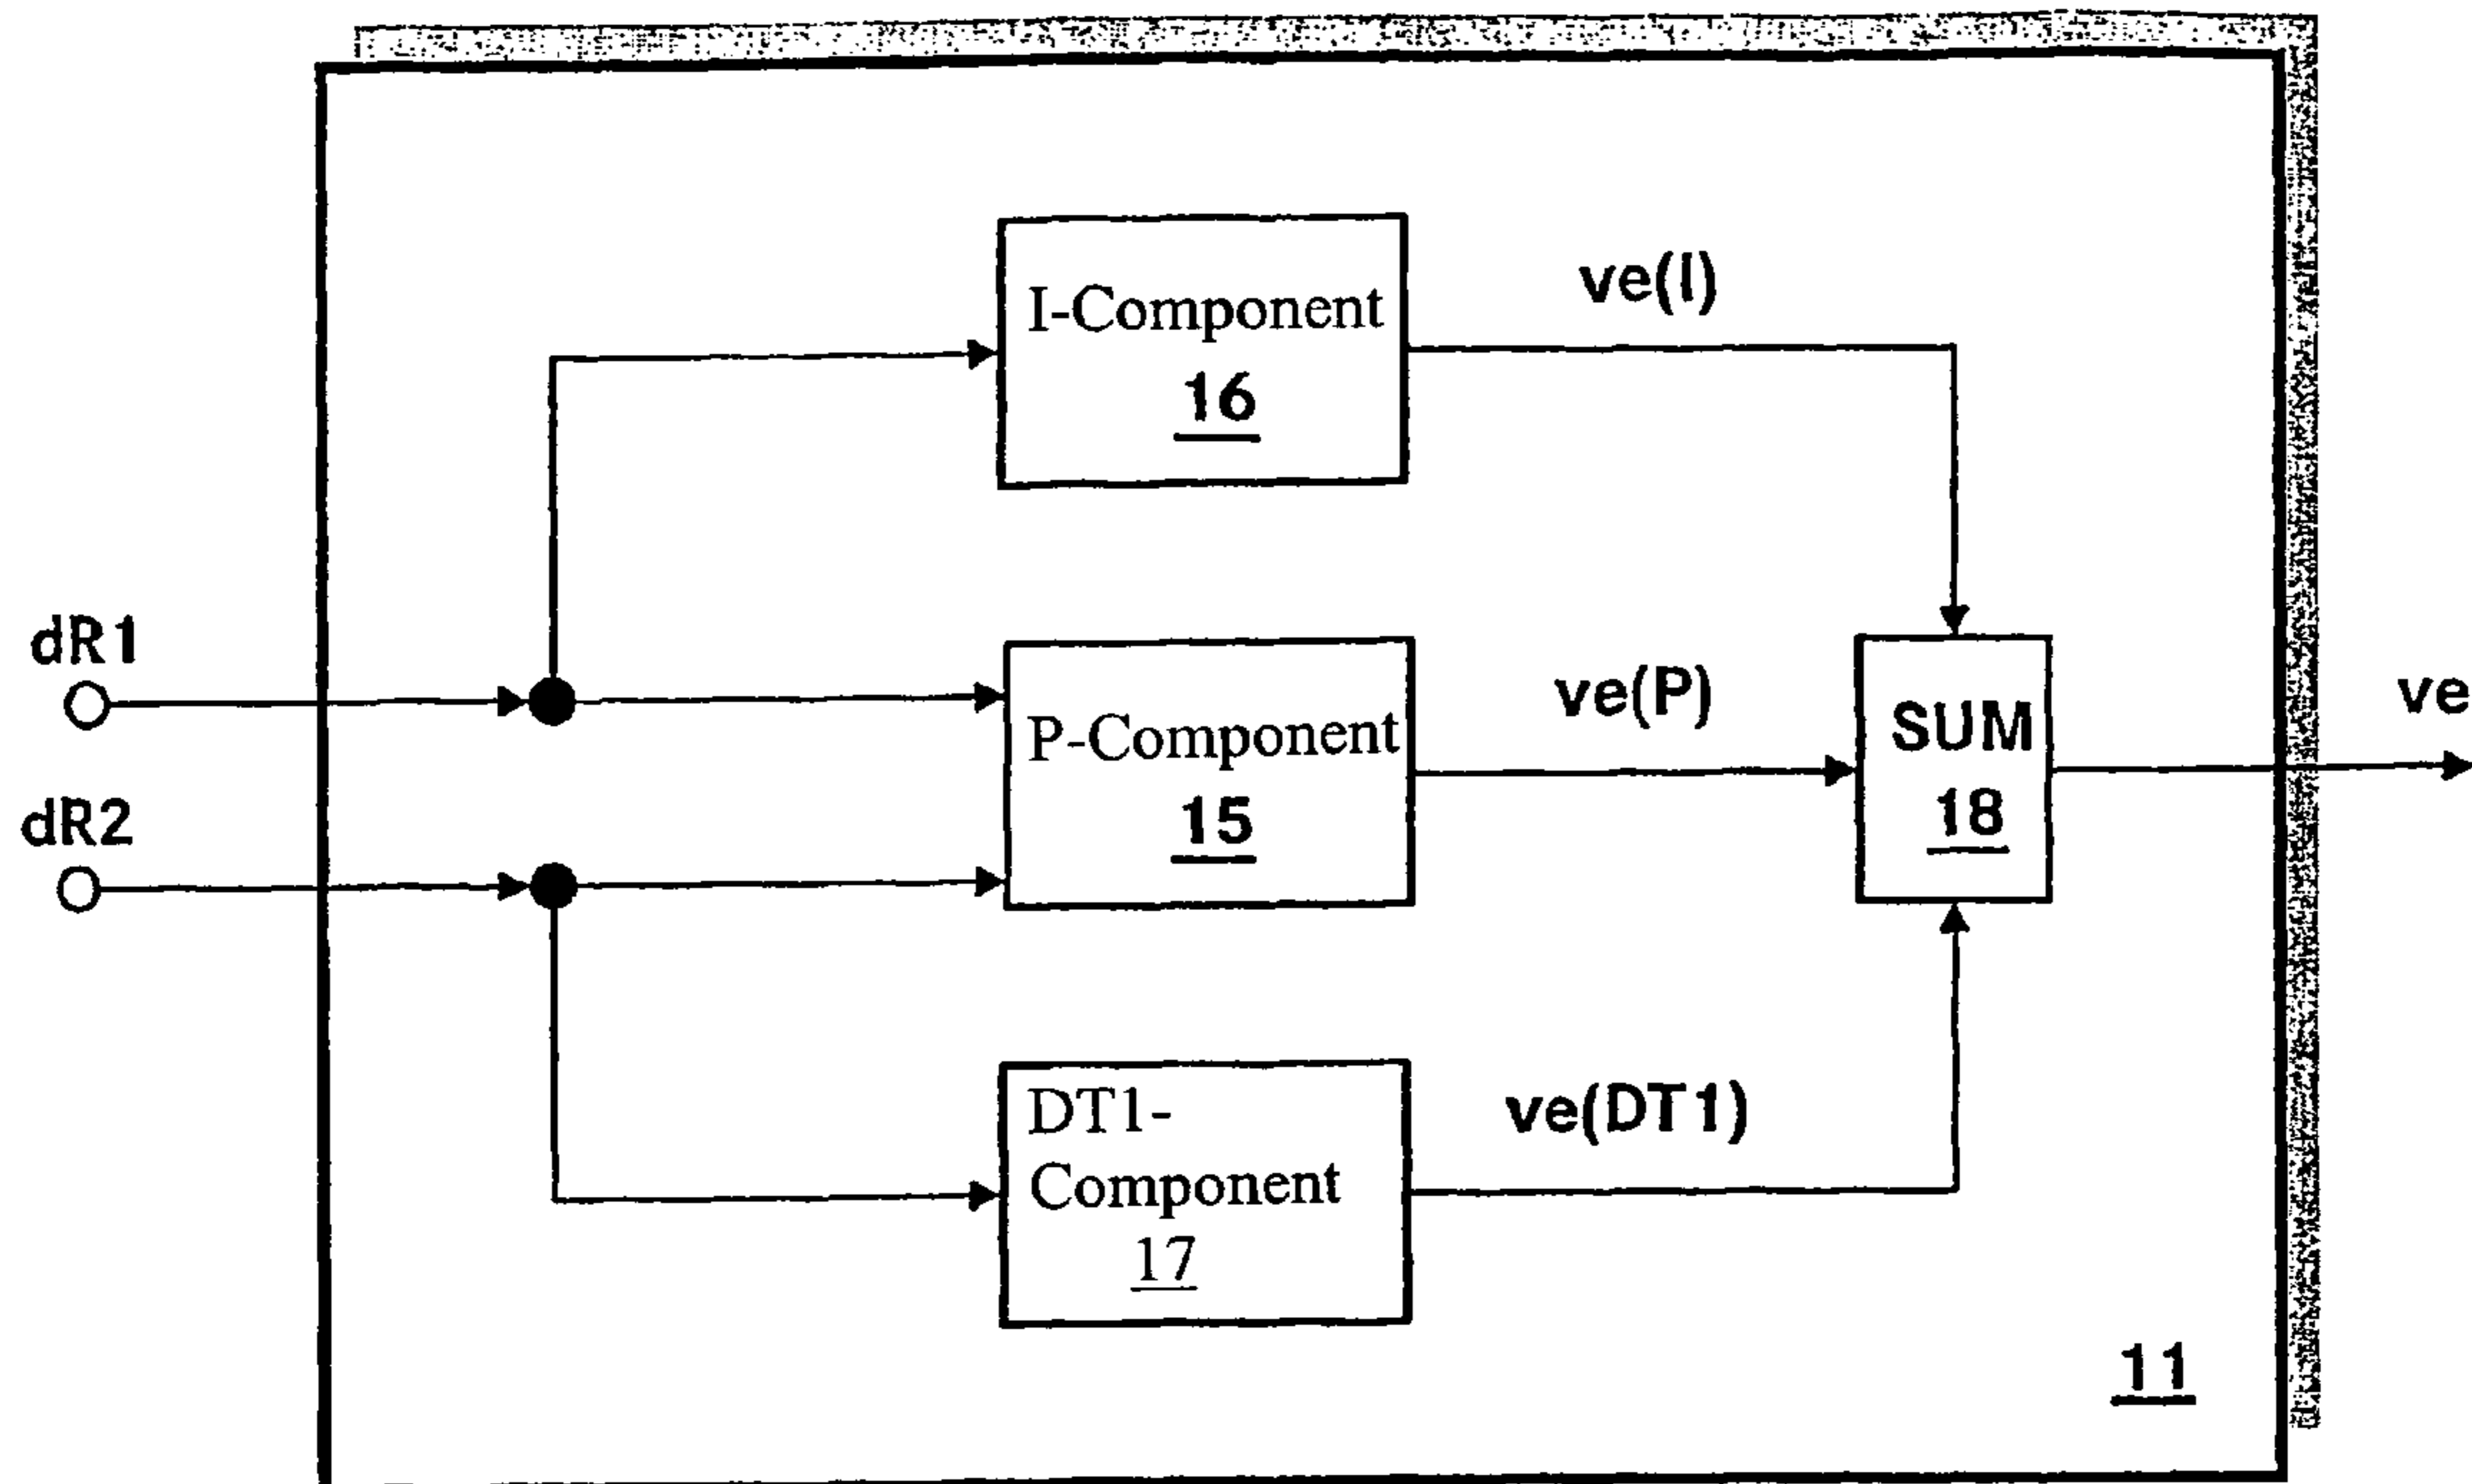 I-Component
16
ve(I)
dR1
P-Component
15
ve(P)
SUM
18
ve
dR2
DT1-
Component
17
ve(DT1)
11